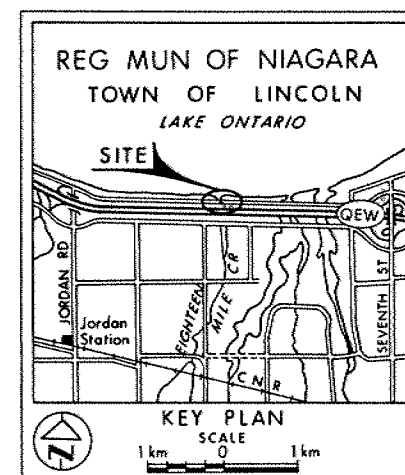 REG MUN OF NIAGARA
TOWN OF LINCOLN
LAKE ONTARIO
SITE
QEW
JORDAN RD
EIGHTEEN
MILE CR
SEVENTH ST
Jordan
Station
CNR
KEY PLAN
SCALE
1 km 0 1 km
N